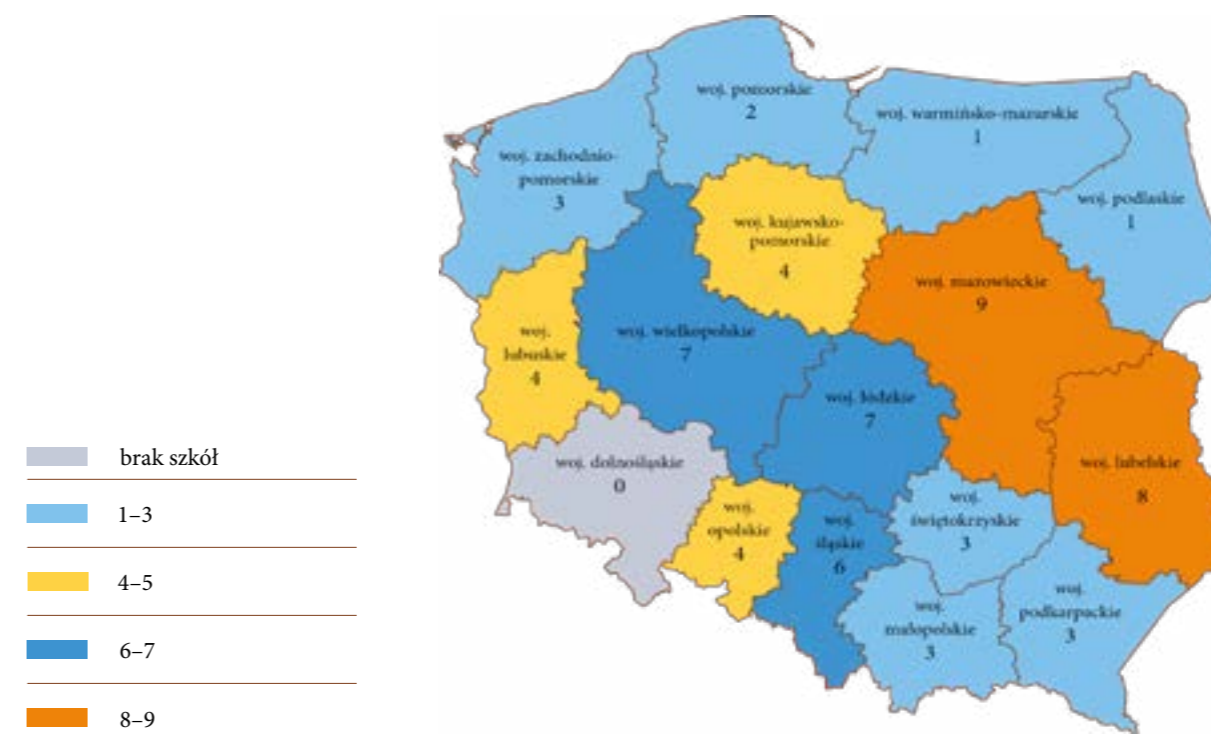 brak szkół
1–3
4–5
6–7
8–9
woj. pomorskie
2
woj. warmińsko-mazurskie
1
woj. zachodnio-
pomorskie
3
woj. podlaskie
1
woj. kujawsko-
pomorskie
4
woj. mazowieckie
9
woj.
lubuskie
4
woj. wielkopolskie
7
woj. łódzkie
7
woj. dolnośląskie
0
woj. lubelskie
8
woj.
opolskie
4
woj.
śląskie
6
woj.
świętokrzyskie
3
woj.
małopolskie
3
woj.
podkarpackie
3